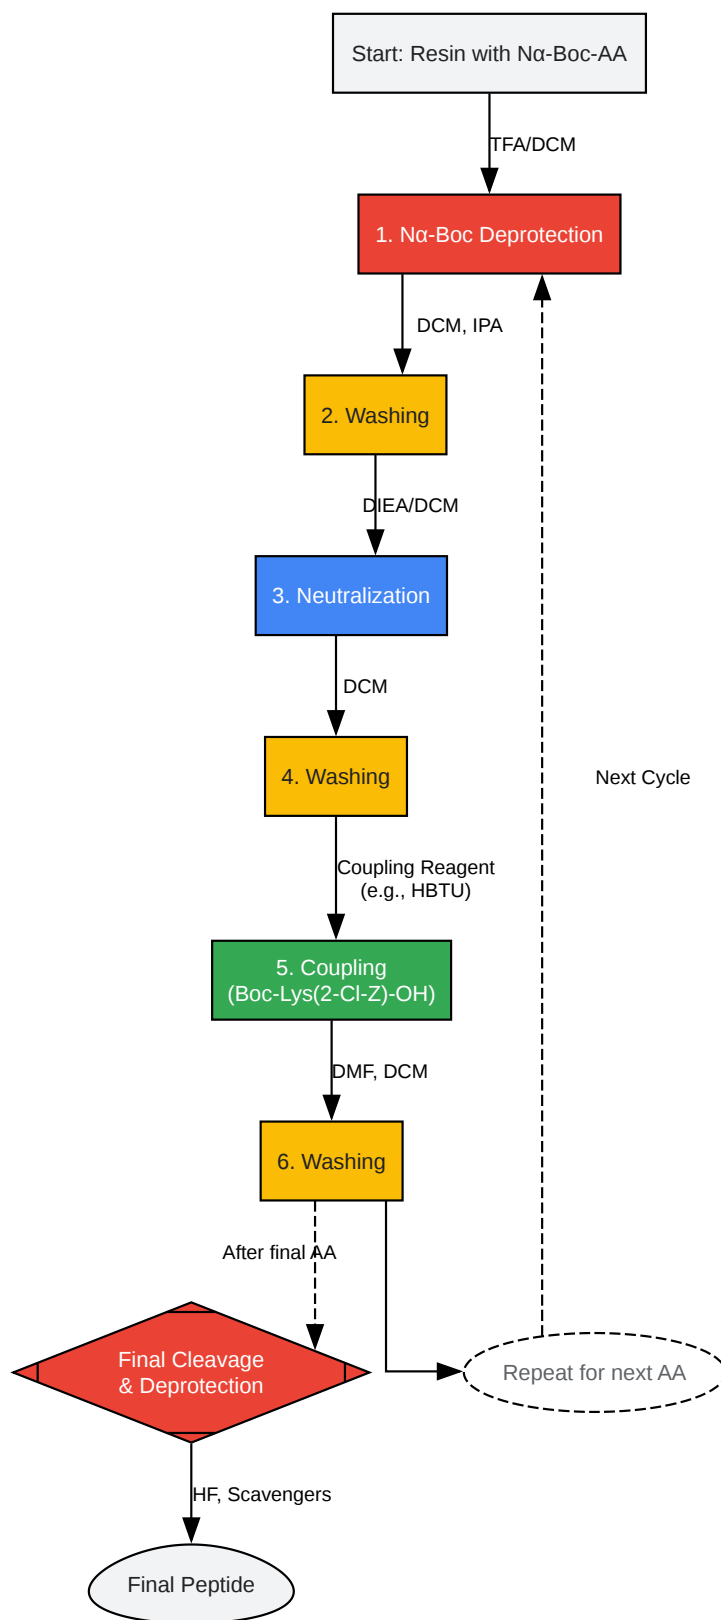 Start: Resin with Nα-Boc-AA
TFA/DCM
1. Nα-Boc Deprotection
DCM, IPA
2. Washing
DIEA/DCM
3. Neutralization
DCM
4. Washing
Next Cycle
Coupling Reagent
(e.g., HBTU)
5. Coupling
(Boc-Lys(2-Cl-Z)-OH)
DMF, DCM
6. Washing
After final AA
Final Cleavage
& Deprotection
Repeat for next AA
HF, Scavengers
Final Peptide